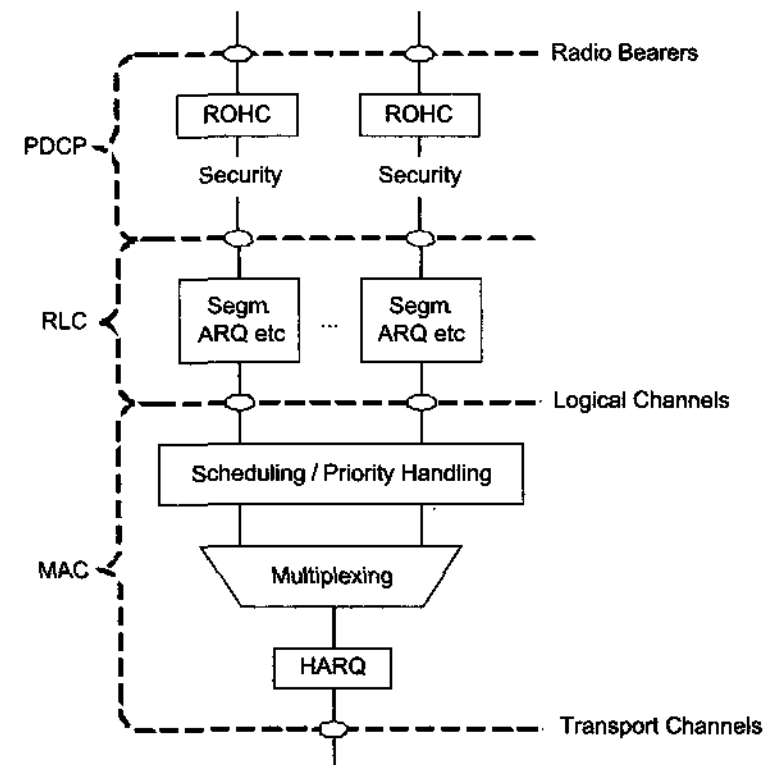 Radio Bearers
ROHC
ROHC
PDCP
Security
Security
Segm.
ARQ etc
...
Segm.
ARQ etc
RLC
Logical Channels
Scheduling / Priority Handling
MAC
Multiplexing
HARQ
Transport Channels